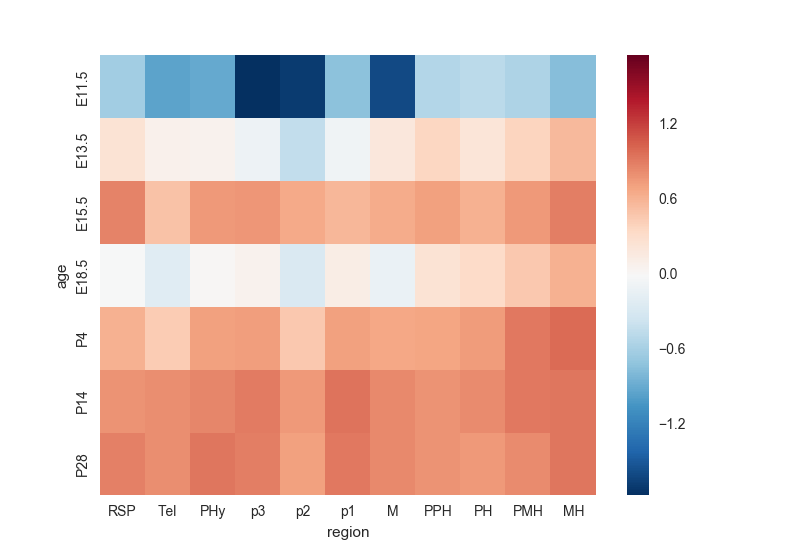 E11.5
E13.5
E15.5
E18.5
P4
P14
P28
age
RSP Tel PHy p3 p2 p1 M PPH PH PMH MH
region
1.2
0.6
0.0
−0.6
−1.2